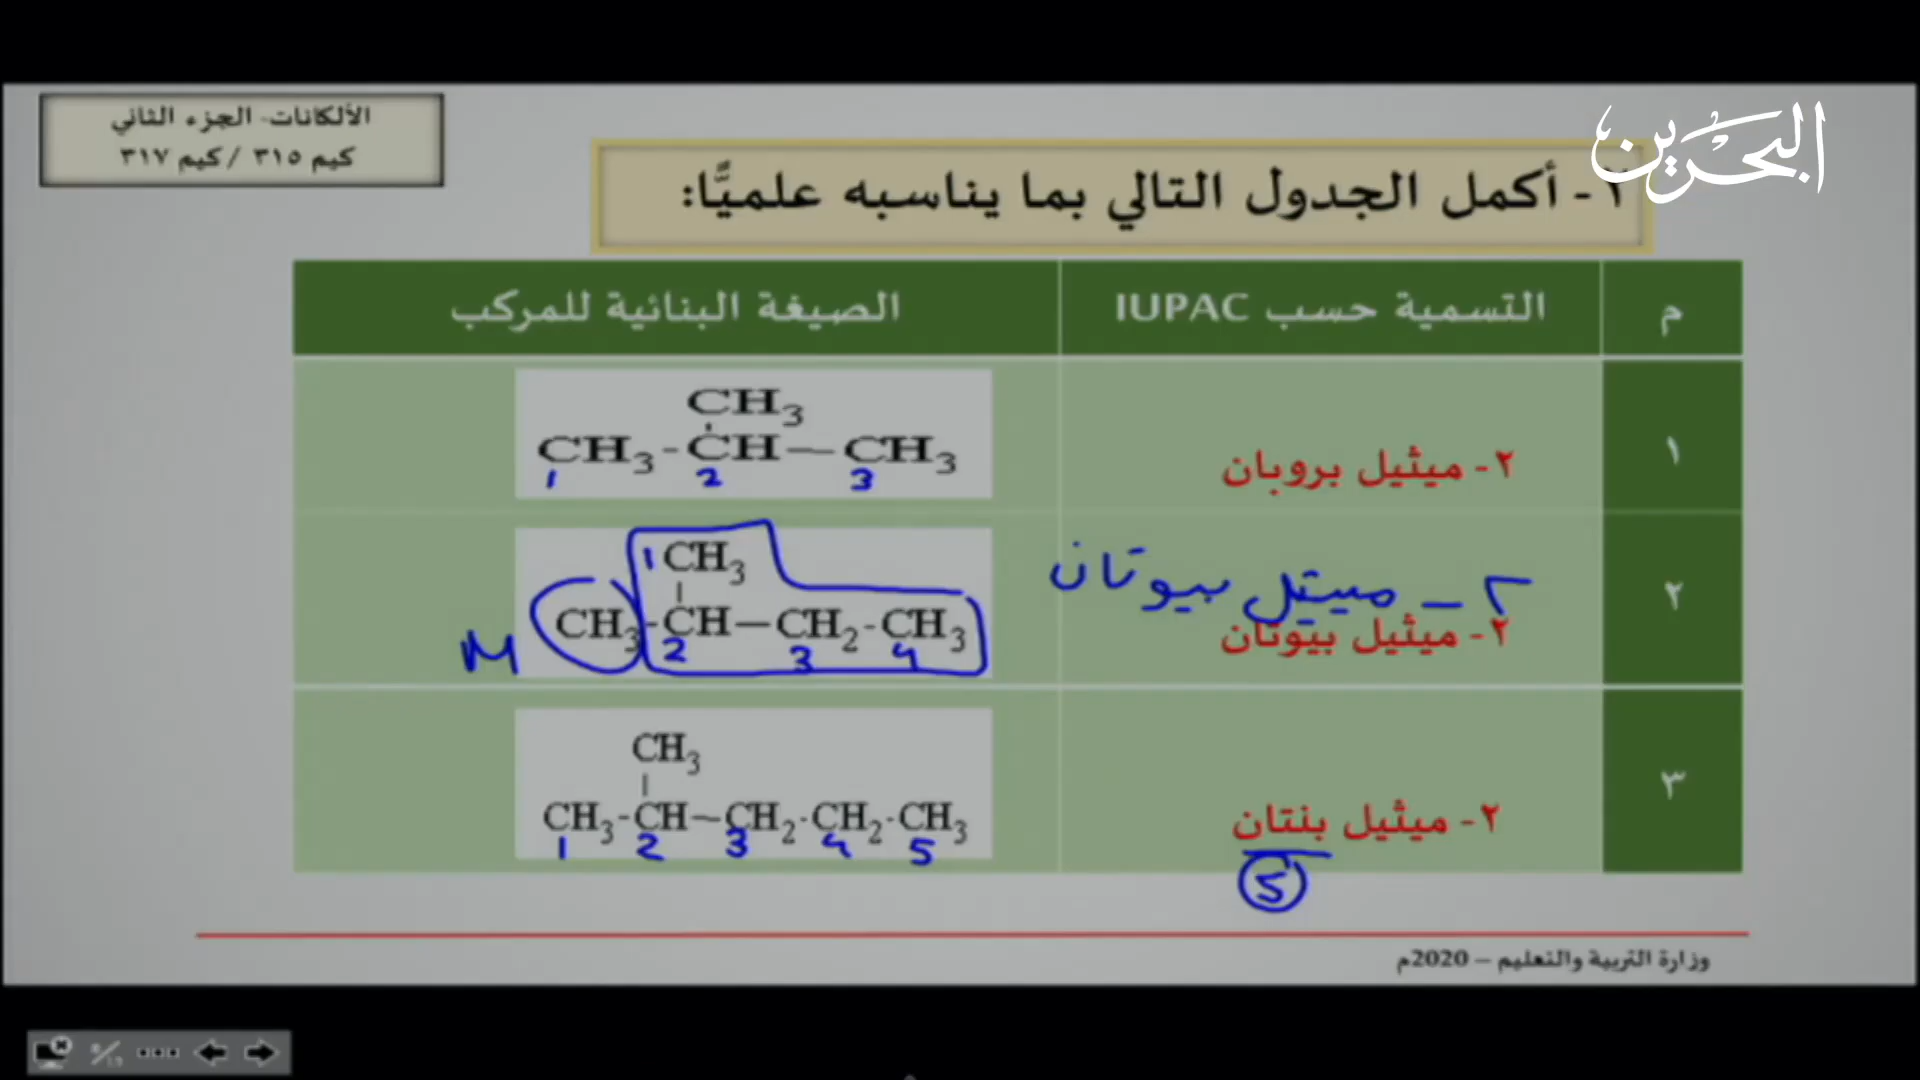 الألكانات- الجزء الثاني
كيم ٣١٥ / كيم ٣١٧
البحرين
١- أكمل الجدول التالي بما يناسبه علميًّا:
م
التسمية حسب IUPAC
الصيغة البنائية للمركب
١
٢- ميثيل بروبان
CH3
CH3-CH—CH3
1 2 3
٢
٢ - ميثيل بيوتان
٢- ميثيل بيوتان
1 CH3
CH3-CH—CH2-CH3
M 2 3 4
٣
٢- ميثيل بنتان
5
CH3
CH3-CH—CH2-CH2-CH3
1 2 3 4 5
وزارة التربية والتعليم – 2020م